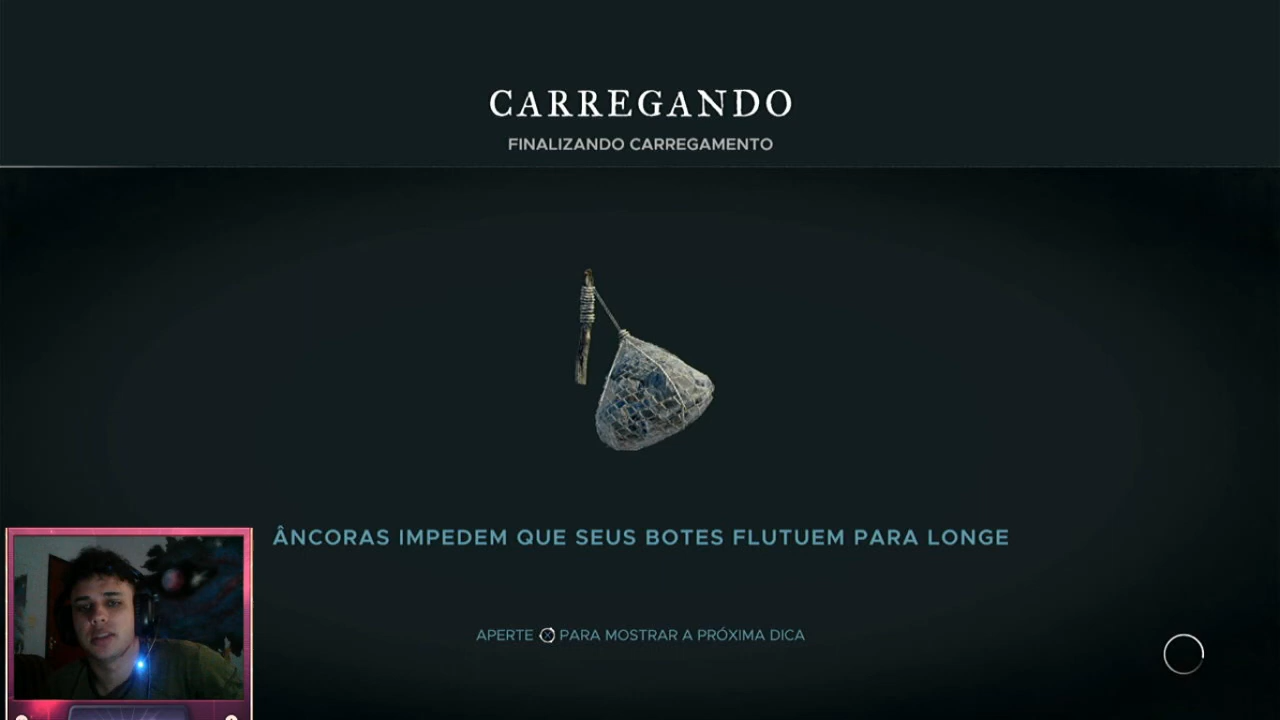 CARREGANDO
FINALIZANDO CARREGAMENTO
ÂNCORAS IMPEDEM QUE SEUS BOTES FLUTUEM PARA LONGE
APERTE ⓧ PARA MOSTRAR A PRÓXIMA DICA